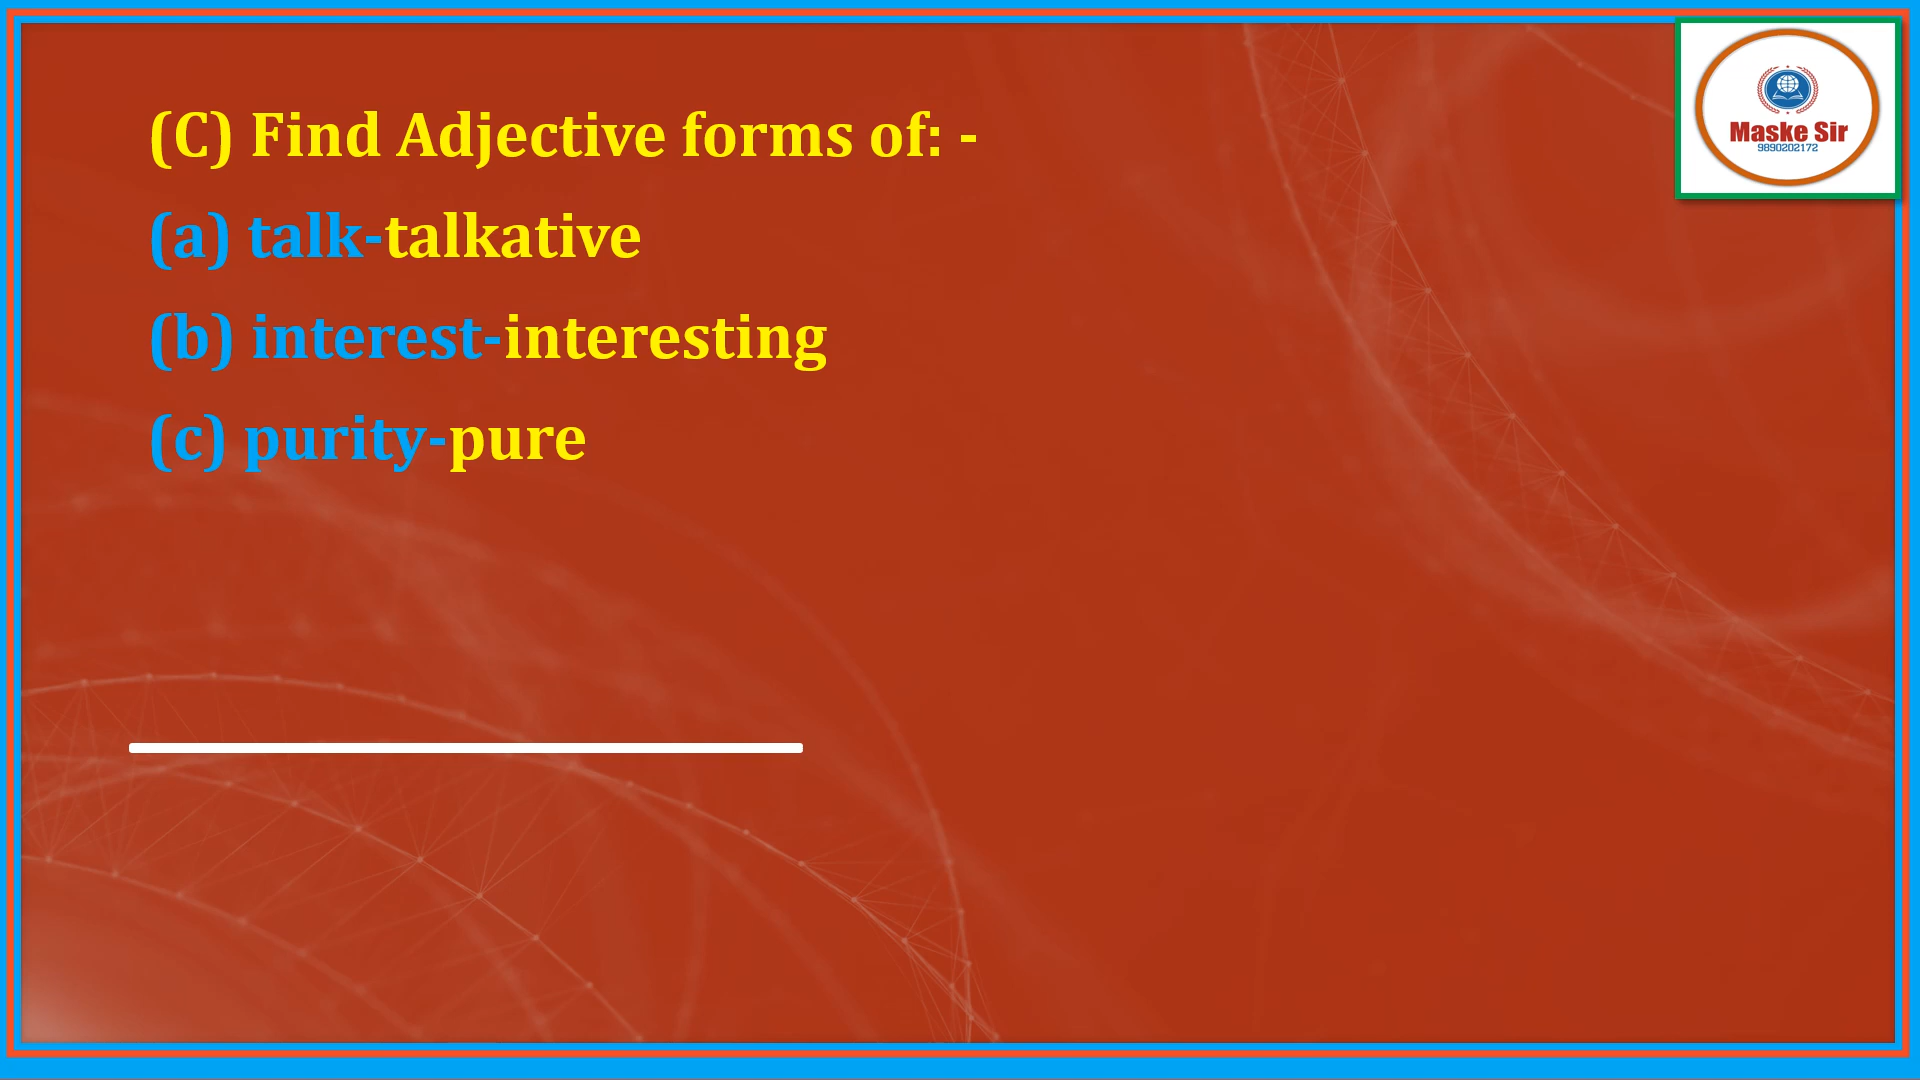 (C) Find Adjective forms of: -
(a) talk-talkative
(b) interest-interesting
(c) purity-pure
Maske Sir
9890202172